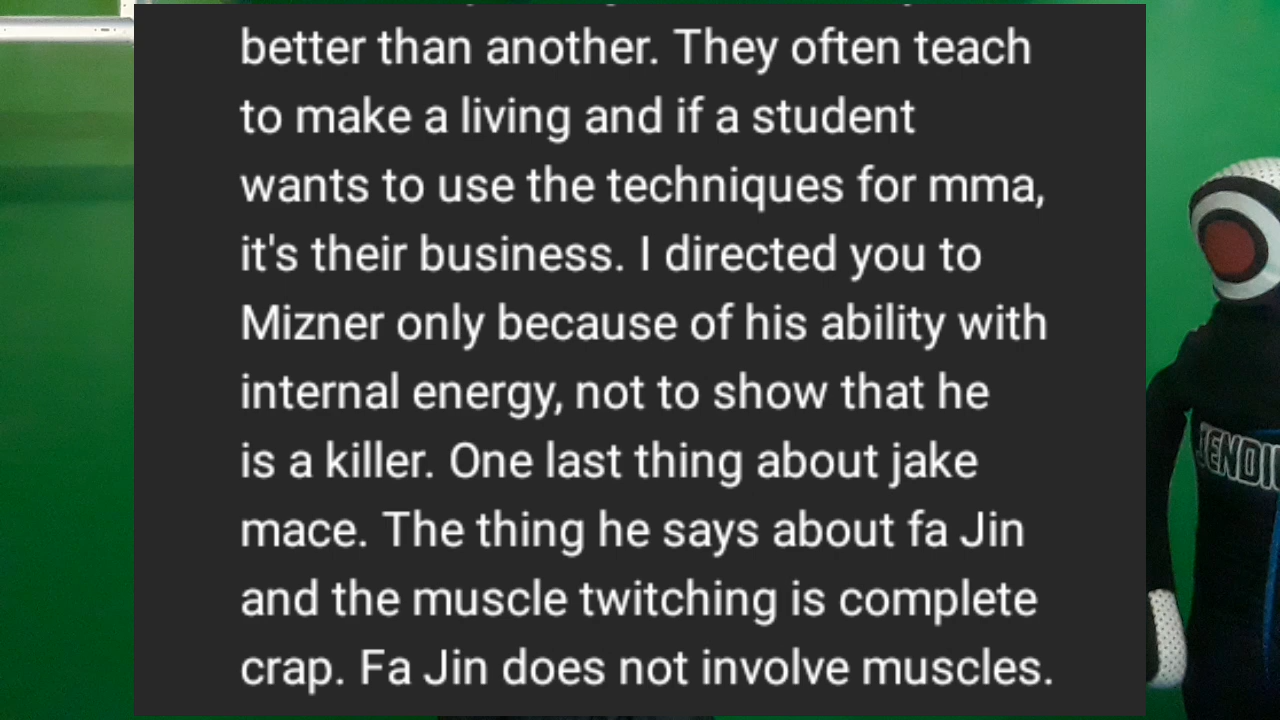 better than another. They often teach
to make a living and if a student
wants to use the techniques for mma,
it's their business. I directed you to
Mizner only because of his ability with
internal energy, not to show that he
is a killer. One last thing about jake
mace. The thing he says about fa Jin
and the muscle twitching is complete
crap. Fa Jin does not involve muscles.